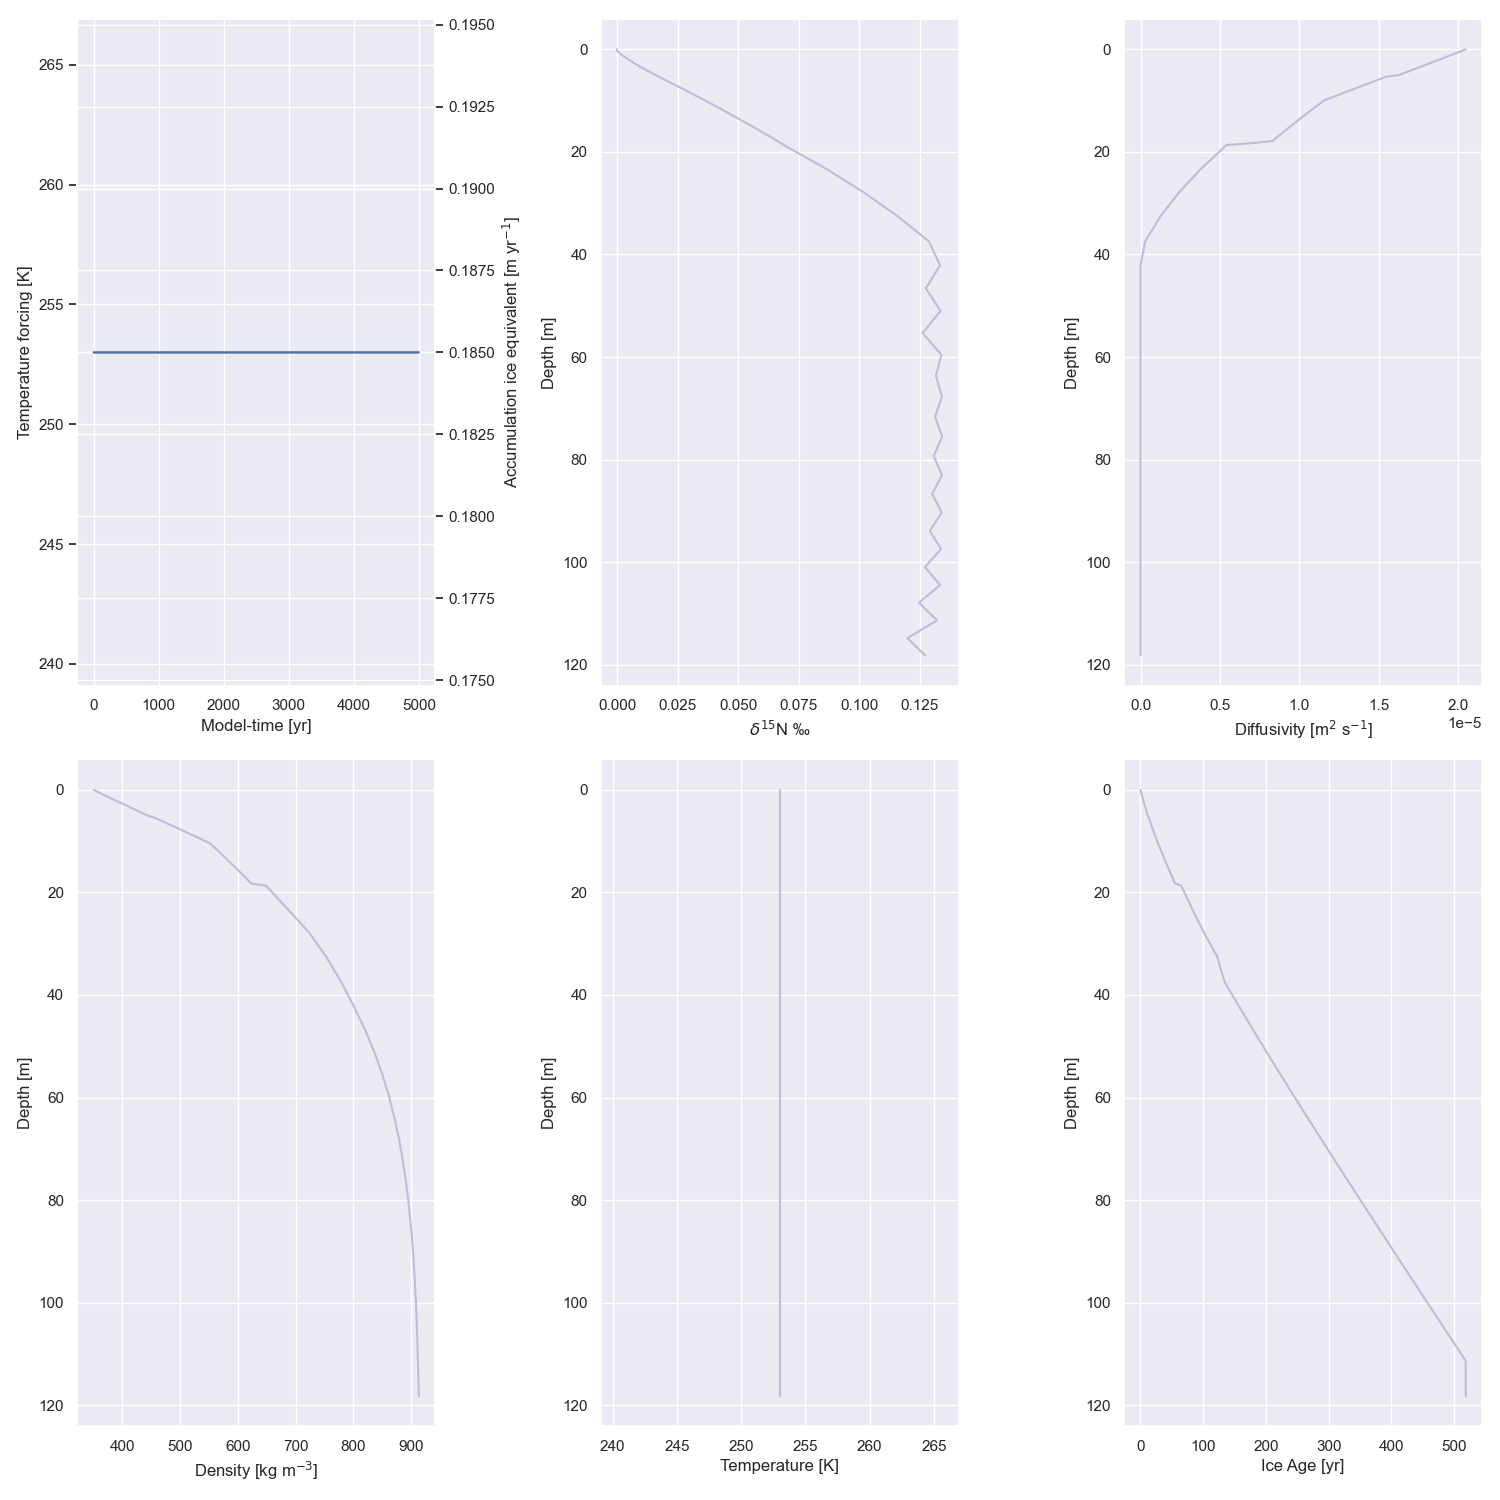 265
260
255
250
245
240
Temperature forcing [K]
0 1000 2000 3000 4000 5000
Model-time [yr]
0.1950
0.1925
0.1900
0.1875
0.1850
0.1825
0.1800
0.1775
0.1750
Accumulation ice equivalent [m yr⁻¹]
0
20
40
60
80
100
120
Depth [m]
0.000 0.025 0.050 0.075 0.100 0.125
δ¹⁵N ‰
0
20
40
60
80
100
120
Depth [m]
0.0 0.5 1.0 1.5 2.0
1e−5
Diffusivity [m² s⁻¹]
0
20
40
60
80
100
120
Depth [m]
400 500 600 700 800 900
Density [kg m⁻³]
0
20
40
60
80
100
120
Depth [m]
240 245 250 255 260 265
Temperature [K]
0
20
40
60
80
100
120
Depth [m]
0 100 200 300 400 500
Ice Age [yr]